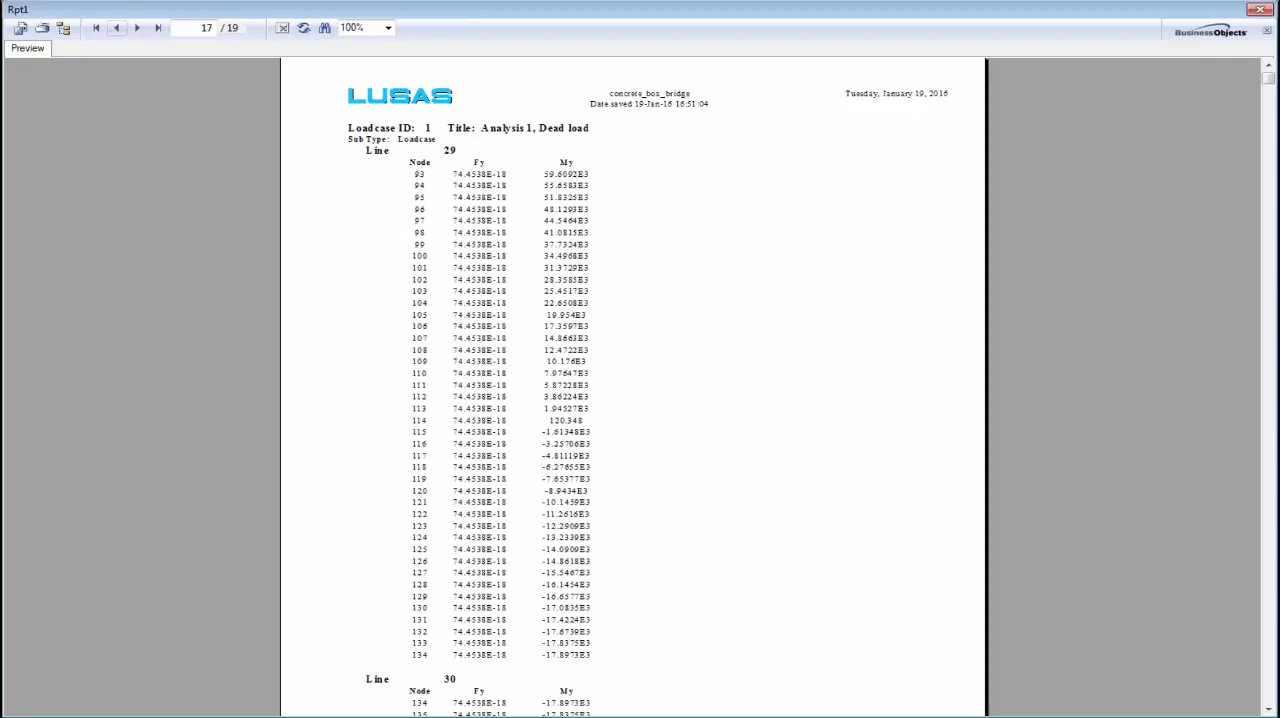 Rpt1
17 / 19
100%
BusinessObjects
Preview
LUSAS
concrete_box_bridge
Date saved 19-Jan-16 16:51:04
Tuesday, January 19, 2016
Loadcase ID: 1 Title: Analysis 1, Dead load
Sub Type: Loadcase
Line 29
Node Fy My
93 74.4538E-18 59.6092E3
94 74.4538E-18 55.6583E3
95 74.4538E-18 51.8325E3
96 74.4538E-18 48.1293E3
97 74.4538E-18 44.5464E3
98 74.4538E-18 41.0815E3
99 74.4538E-18 37.7324E3
100 74.4538E-18 34.4968E3
101 74.4538E-18 31.3729E3
102 74.4538E-18 28.3585E3
103 74.4538E-18 25.4517E3
104 74.4538E-18 22.6508E3
105 74.4538E-18 19.954E3
106 74.4538E-18 17.3597E3
107 74.4538E-18 14.8663E3
108 74.4538E-18 12.4722E3
109 74.4538E-18 10.176E3
110 74.4538E-18 7.97647E3
111 74.4538E-18 5.87228E3
112 74.4538E-18 3.86224E3
113 74.4538E-18 1.94527E3
114 74.4538E-18 120.348
115 74.4538E-18 -1.61348E3
116 74.4538E-18 -3.25706E3
117 74.4538E-18 -4.81119E3
118 74.4538E-18 -6.27655E3
119 74.4538E-18 -7.65377E3
120 74.4538E-18 -8.9434E3
121 74.4538E-18 -10.1459E3
122 74.4538E-18 -11.2616E3
123 74.4538E-18 -12.2909E3
124 74.4538E-18 -13.2339E3
125 74.4538E-18 -14.0909E3
126 74.4538E-18 -14.8618E3
127 74.4538E-18 -15.5467E3
128 74.4538E-18 -16.1454E3
129 74.4538E-18 -16.6577E3
130 74.4538E-18 -17.0835E3
131 74.4538E-18 -17.4224E3
132 74.4538E-18 -17.6739E3
133 74.4538E-18 -17.8375E3
134 74.4538E-18 -17.8973E3
Line 30
Node Fy My
134 74.4538E-18 -17.8973E3
135 74.4538E-18 -17.8375E3